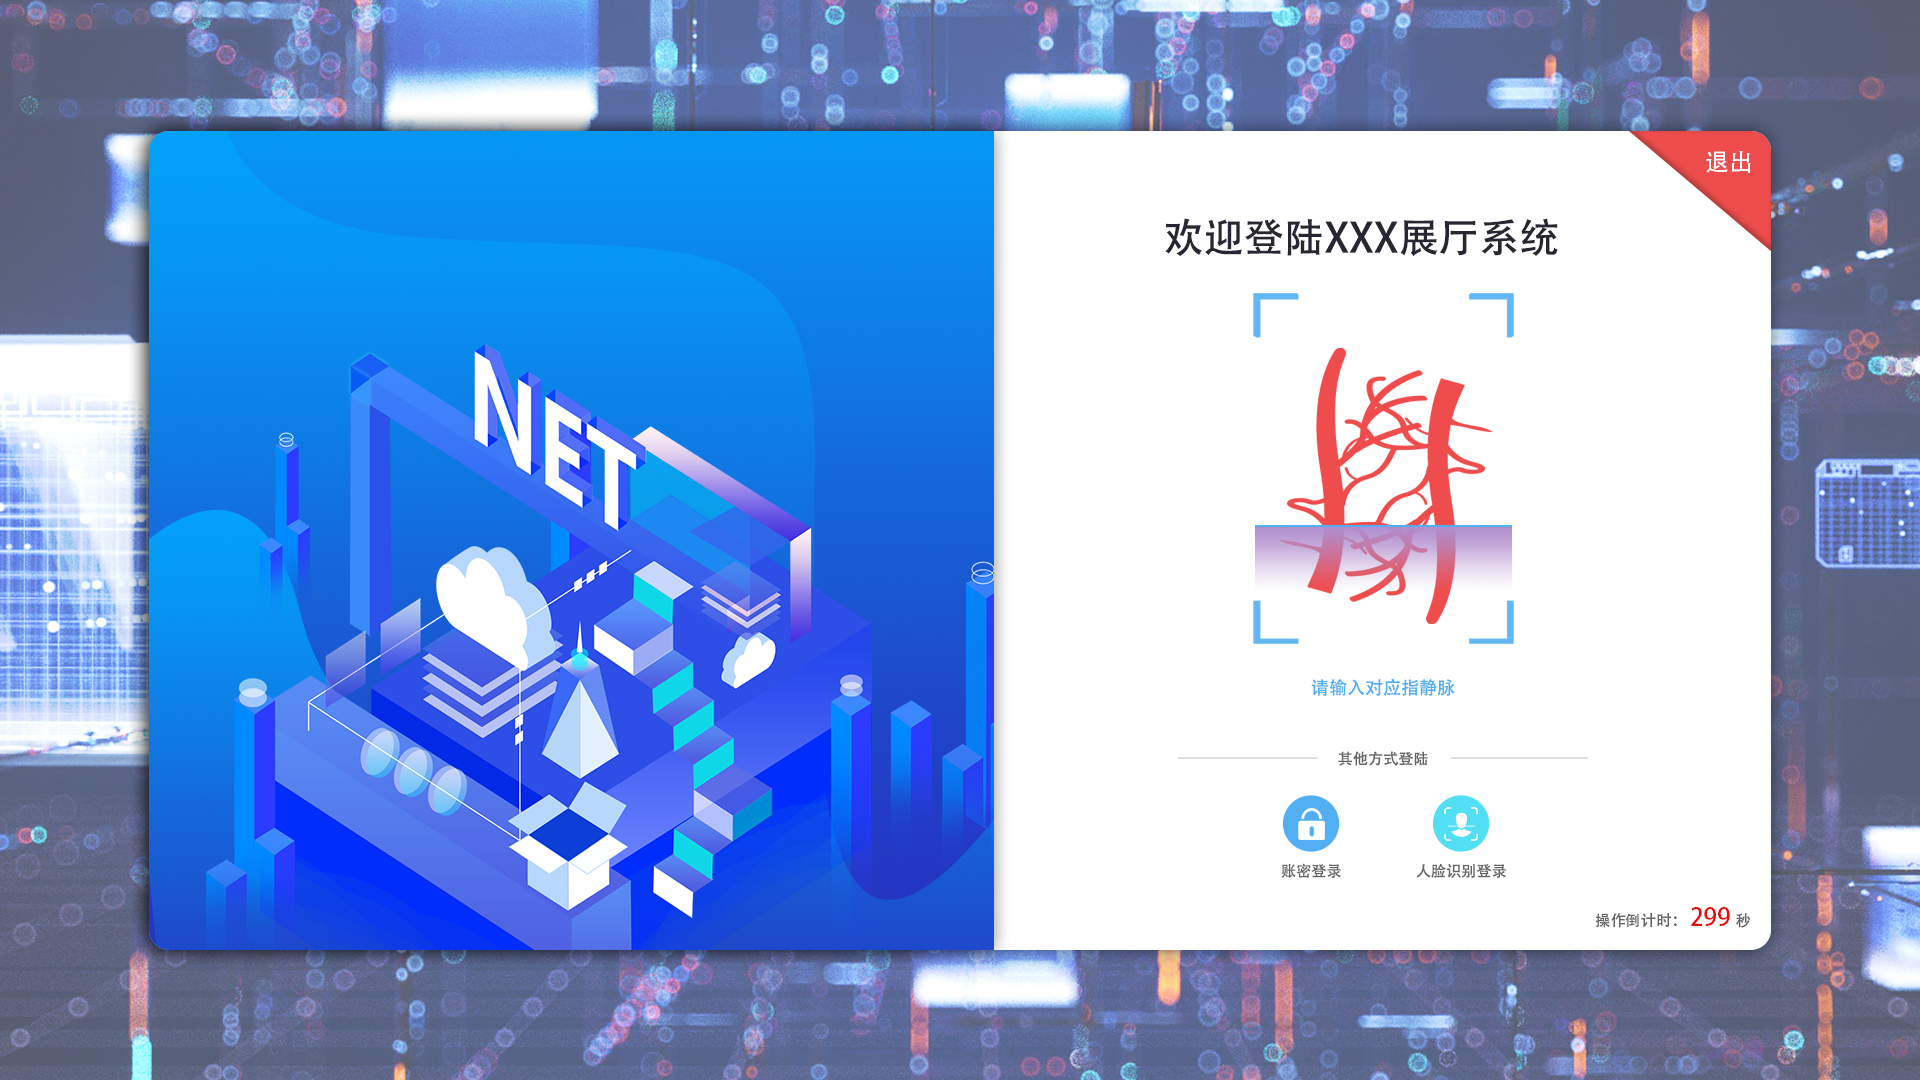 NET
退出
欢迎登陆XXX展厅系统
请输入对应指静脉
其他方式登陆
账密登录
人脸识别登录
操作倒计时: 299 秒